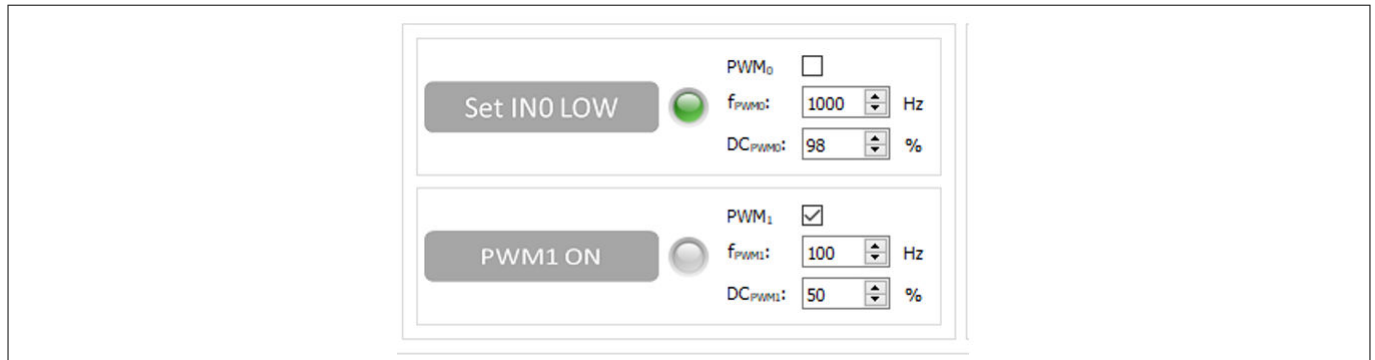 PWM₀
Set IN0 LOW fPWM0: 1000 Hz
DCPWM0: 98 %
PWM₁
PWM1 ON fPWM1: 100 Hz
DCPWM1: 50 %